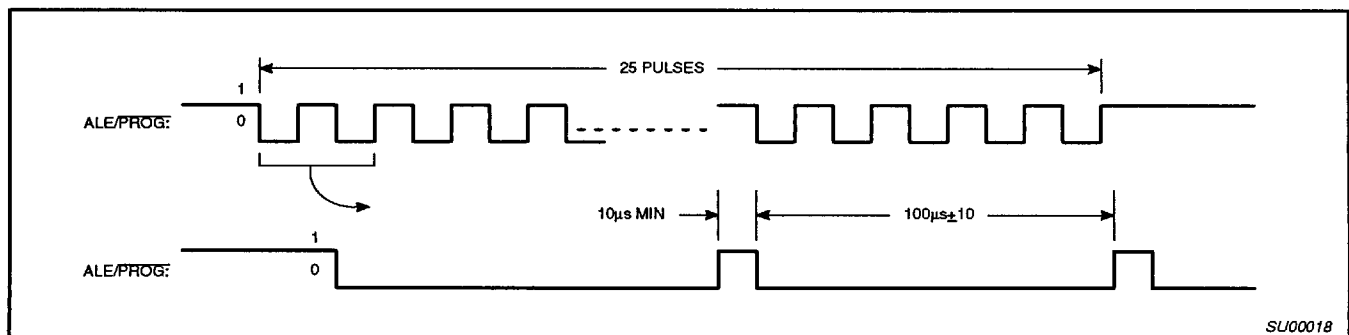 25 PULSES
1
ALE/PROG:
0
10µs MIN
100µs±10
1
ALE/PROG:
0
SU00018